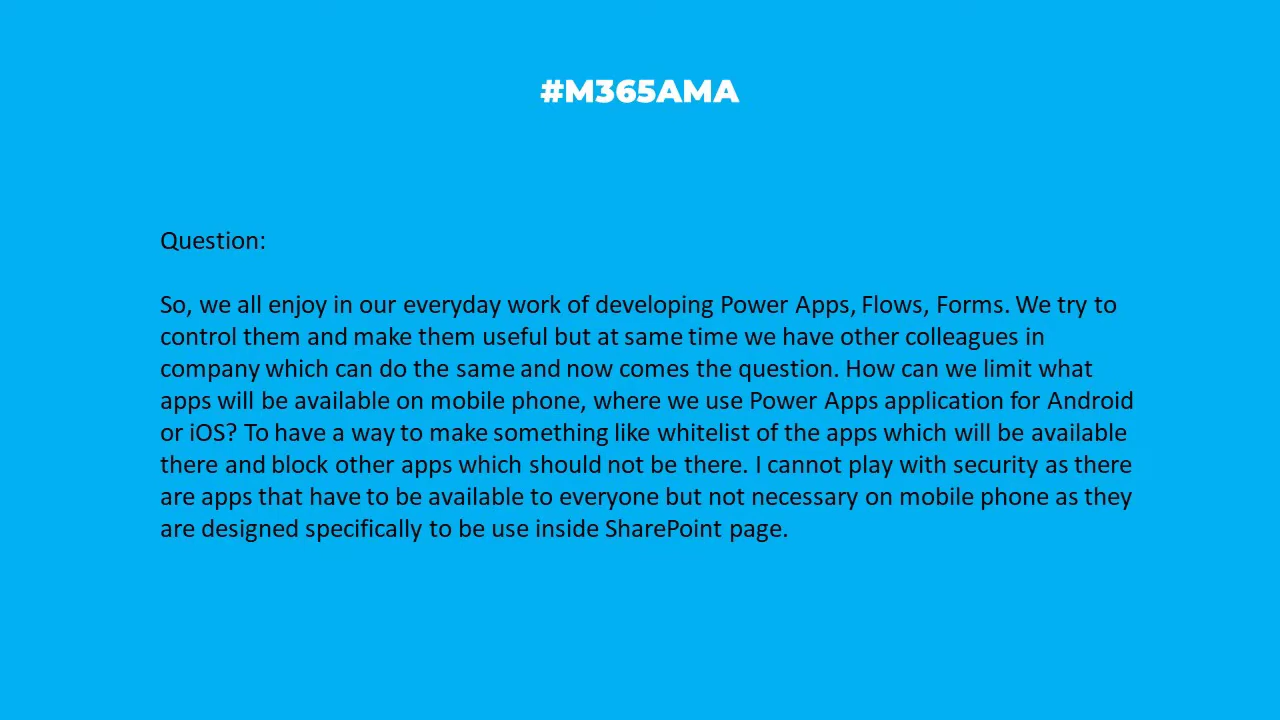 #M365AMA
Question:
So, we all enjoy in our everyday work of developing Power Apps, Flows, Forms. We try to
control them and make them useful but at same time we have other colleagues in
company which can do the same and now comes the question. How can we limit what
apps will be available on mobile phone, where we use Power Apps application for Android
or iOS? To have a way to make something like whitelist of the apps which will be available
there and block other apps which should not be there. I cannot play with security as there
are apps that have to be available to everyone but not necessary on mobile phone as they
are designed specifically to be use inside SharePoint page.